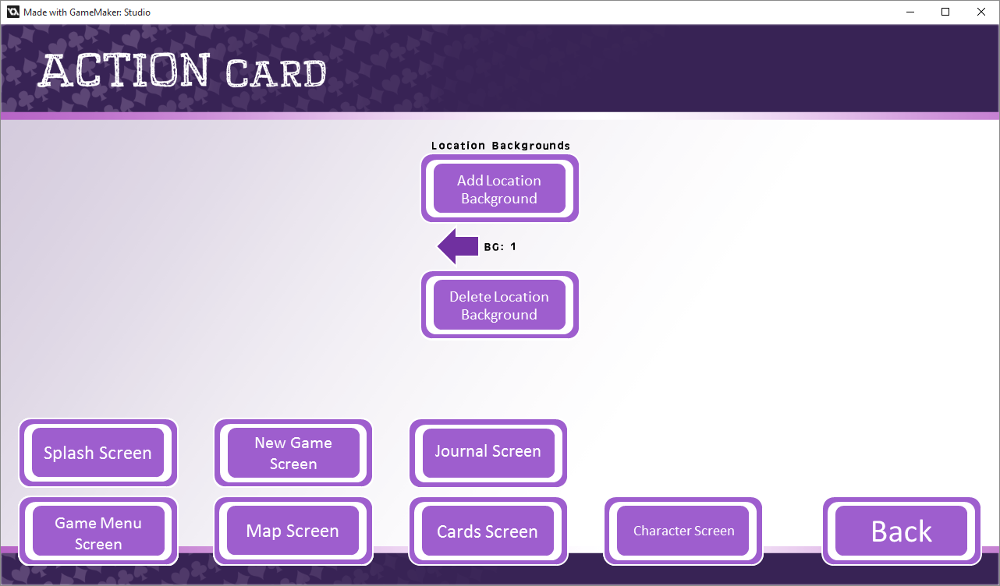 Made with GameMaker: Studio
ACTION CARD
Location Backgrounds
Add Location
Background
BG: 1
Delete Location
Background
Splash Screen
New Game
Screen
Journal Screen
Game Menu
Screen
Map Screen
Cards Screen
Character Screen
Back